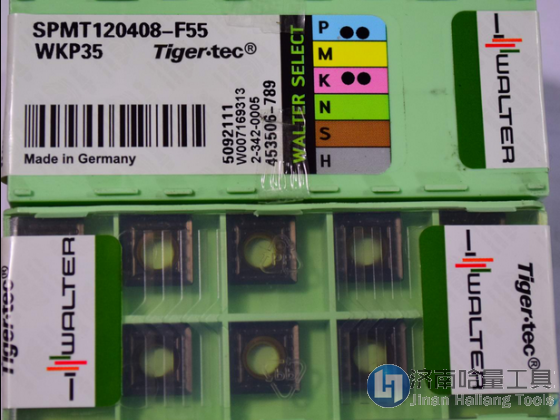 SPMT120408-F55
WKP35 Tiger·tec®
Made in Germany
5092111
W007169313
2-342-0005
453506-789
WALTER SELECT
P
M
K
N
S
H
WALTER
Tiger·tec®
WALTER
WALTER
Tiger·tec®
济南哈量工具
Jinan Hailiang Tools